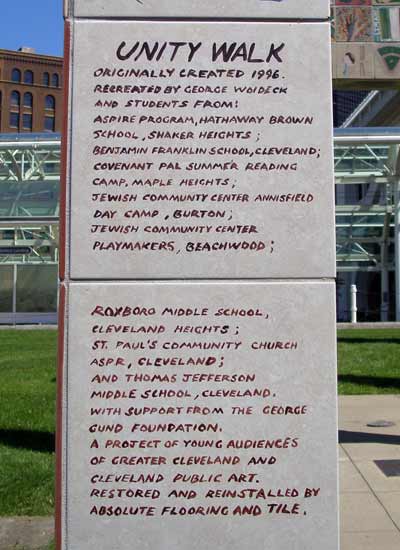 UNITY WALK
ORIGINALLY CREATED 1996.
RECREATED BY GEORGE WOIDECK
AND STUDENTS FROM:
ASPIRE PROGRAM, HATHAWAY BROWN
SCHOOL, SHAKER HEIGHTS;
BENJAMIN FRANKLIN SCHOOL, CLEVELAND;
COVENANT PAL SUMMER READING
CAMP, MAPLE HEIGHTS;
JEWISH COMMUNTY CENTER ANNISFIELD
DAY CAMP, BURTON;
JEWISH COMMUNITY CENTER
PLAYMAKERS, BEACHWOOD;
ROXBORO MIDDLE SCHOOL,
CLEVELAND HEIGHTS;
ST. PAUL'S COMMUNITY CHURCH
ASPR, CLEVELAND;
AND THOMAS JEFFERSON
MIDDLE SCHOOL, CLEVELAND.
WITH SUPPORT FROM THE GEORGE
GUND FOUNDATION.
A PROJECT OF YOUNG AUDIENCES
OF GREATER CLEVELAND AND
CLEVELAND PUBLIC ART.
RESTORED AND REINSTALLED BY
ABSOLUTE FLOORING AND TILE.